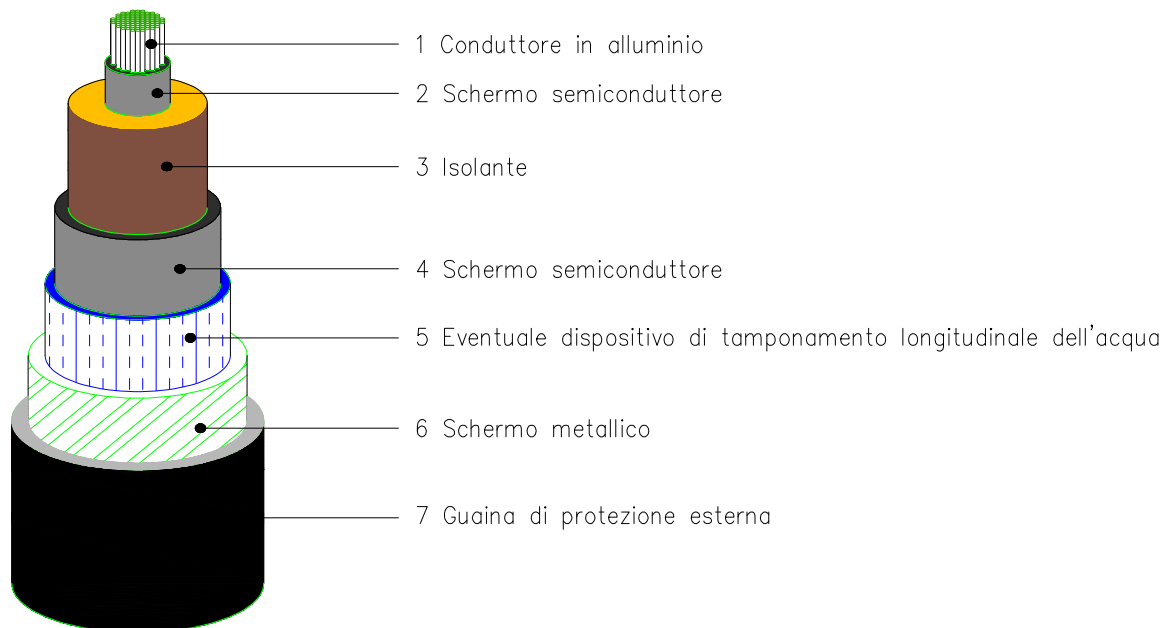 1 Conduttore in alluminio
2 Schermo semiconduttore
3 Isolante
4 Schermo semiconduttore
5 Eventuale dispositivo di tamponamento longitudinale dell'acqua
6 Schermo metallico
7 Guaina di protezione esterna